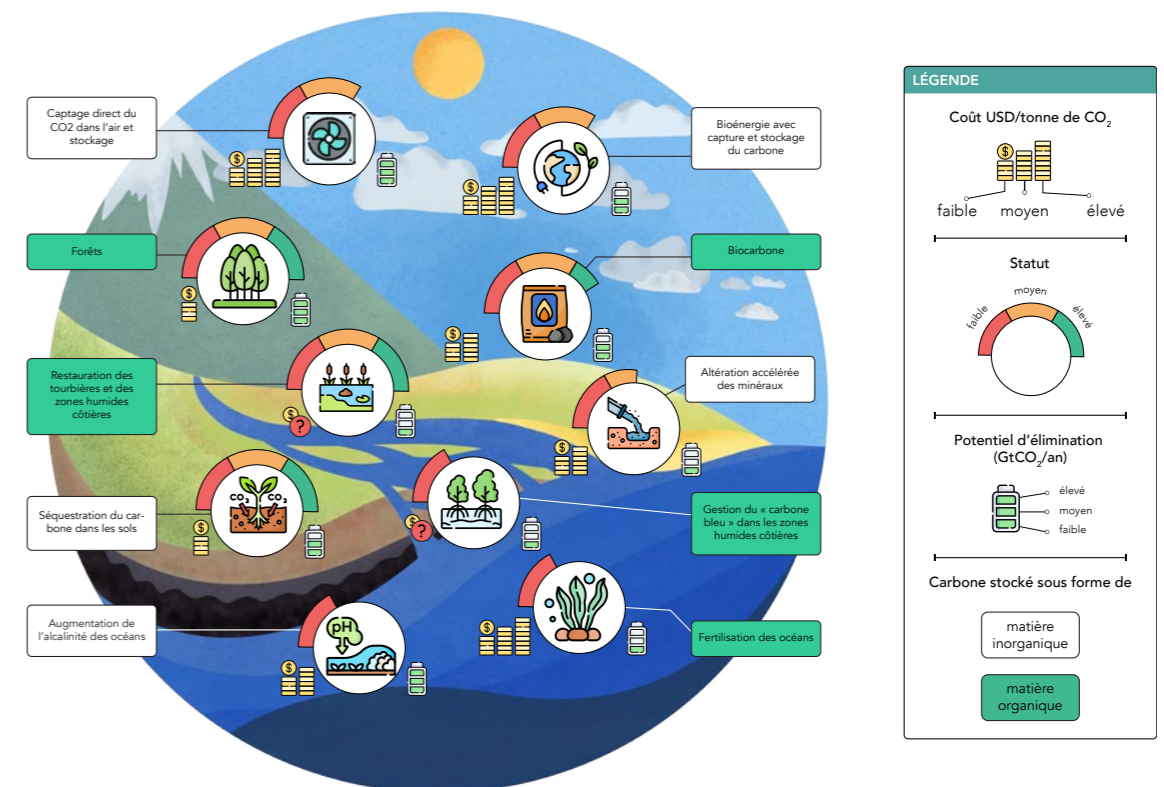 Captage direct du
CO2 dans l'air et
stockage
Bioénergie avec
capture et stockage
du carbone
Forêts
Biocarbone
Restauration des
tourbières et des
zones humides
côtières
Altération accélérée
des minéraux
Séquestration du car-
bone dans les sols
CO2 CO2
Gestion du « carbone
bleu » dans les zones
humides côtières
Augmentation de
l'alcalinité des océans
pH
Fertilisation des océans
$
$
$
$
$
?
$
$
$
?
$
$
LÉGENDE
Coût USD/tonne de CO2
$
faible moyen élevé
Statut
faible moyen élevé
Potentiel d'élimination
(GtCO2/an)
élevé
moyen
faible
Carbone stocké sous forme de
matière
inorganique
matière
organique